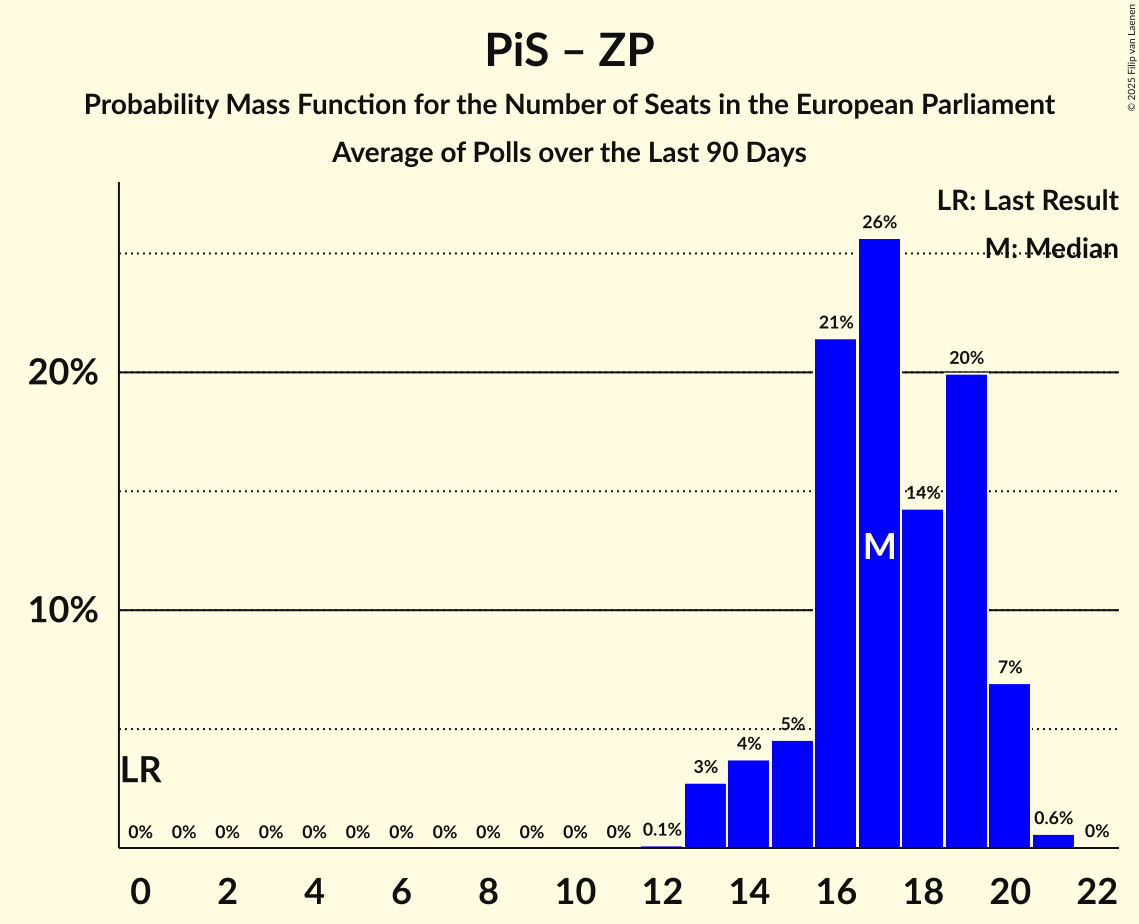 PiS – ZP
Probability Mass Function for the Number of Seats in the European Parliament
Average of Polls over the Last 90 Days
© 2025 Filip van Laenen
LR: Last Result
M: Median
26%
21%
20%
20%
14%
M
10%
7%
5%
4%
3%
LR
0% 0% 0% 0% 0% 0% 0% 0% 0% 0% 0% 0% 0.1% 0.6% 0%
0 2 4 6 8 10 12 14 16 18 20 22